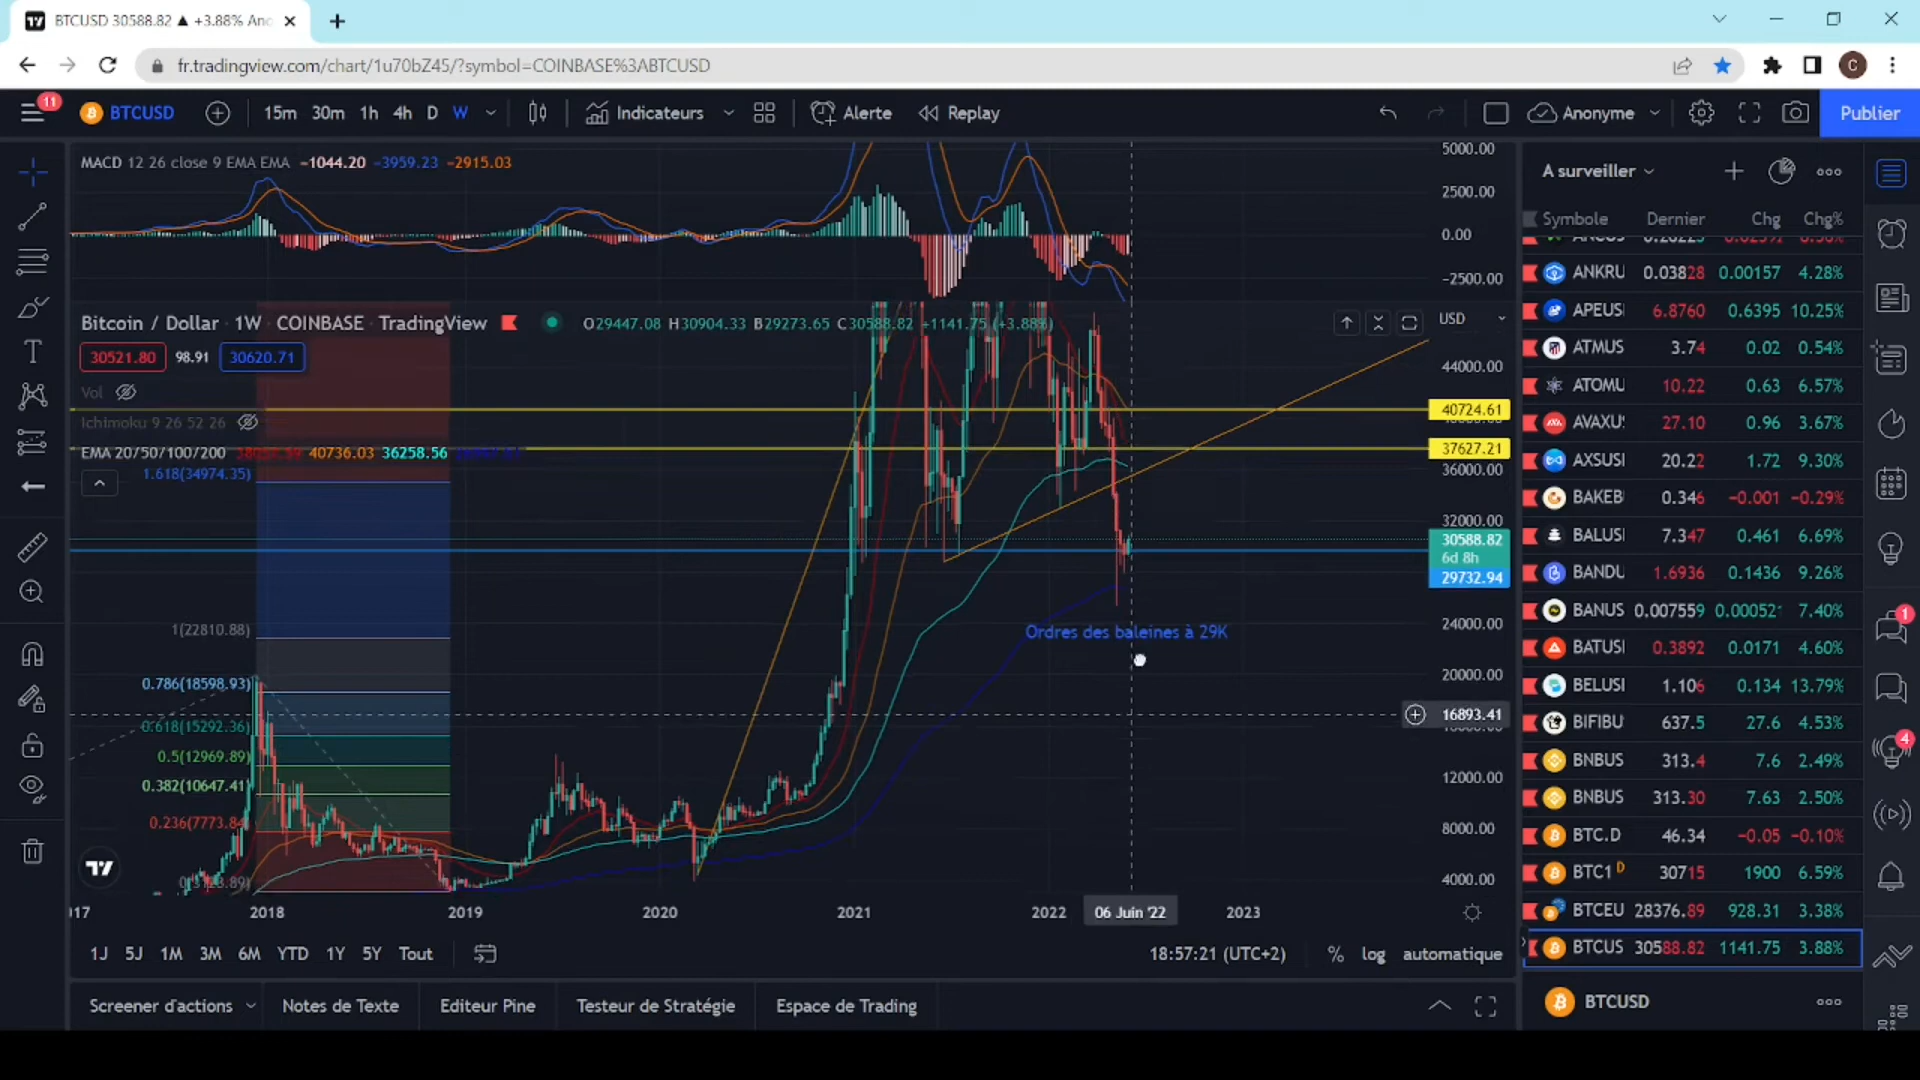 BTCUSD 30588.82 ▲ +3.88% Ano
fr.tradingview.com/chart/1u70bZ45/?symbol=COINBASE%3ABTCUSD
C
11
BTCUSD
15m 30m 1h 4h D W
Indicateurs
Alerte
Replay
Anonyme
Publier
MACD 12 26 close 9 EMA EMA −1044.20 −3959.23 −2915.03
5000.00
2500.00
0.00
−2500.00
Bitcoin / Dollar · 1W · COINBASE · TradingView
O29447.08 H30904.33 B29273.65 C30588.82 +1141.75 (+3.88%)
USD
30521.80 98.91 30620.71
Vol
Ichimoku 9 26 52 26
EMA 20/50/100/200 40736.03 36258.56
1.618(34974.35)
1(22810.88)
0.786(18598.93)
0.618(15292.36)
0.5(12969.89)
0.382(10647.41)
0.236(7773.84)
44000.00
40724.61
37627.21
36000.00
32000.00
30588.82
6d 8h
29732.94
24000.00
20000.00
16893.41
12000.00
8000.00
4000.00
Ordres des baleines à 29K
2018 2019 2020 2021 2022 06 Juin '22 2023
1J 5J 1M 3M 6M YTD 1Y 5Y Tout
18:57:21 (UTC+2)
% log automatique
Screener d'actions
Notes de Texte
Editeur Pine
Testeur de Stratégie
Espace de Trading
A surveiller
Symbole Dernier Chg Chg%
ANKRU 0.03828 0.00157 4.28%
APEUSI 6.8760 0.6395 10.25%
ATMUS 3.74 0.02 0.54%
ATOMU 10.22 0.63 6.57%
AVAXU 27.10 0.96 3.67%
AXSUSI 20.22 1.72 9.30%
BAKEB 0.346 −0.001 −0.29%
BALUSI 7.347 0.461 6.69%
BANDU 1.6936 0.1436 9.26%
BANUS 0.007559 0.000521 7.40%
BATUSI 0.3892 0.0171 4.60%
BELUSI 1.106 0.134 13.79%
BIFIBU 637.5 27.6 4.53%
BNBUS 313.4 7.6 2.49%
BNBUS 313.30 7.63 2.50%
BTC.D 46.34 −0.05 −0.10%
BTC1 D 30715 1900 6.59%
BTCEU 28376.89 928.31 3.38%
BTCUS 30588.82 1141.75 3.88%
BTCUSD
1
4